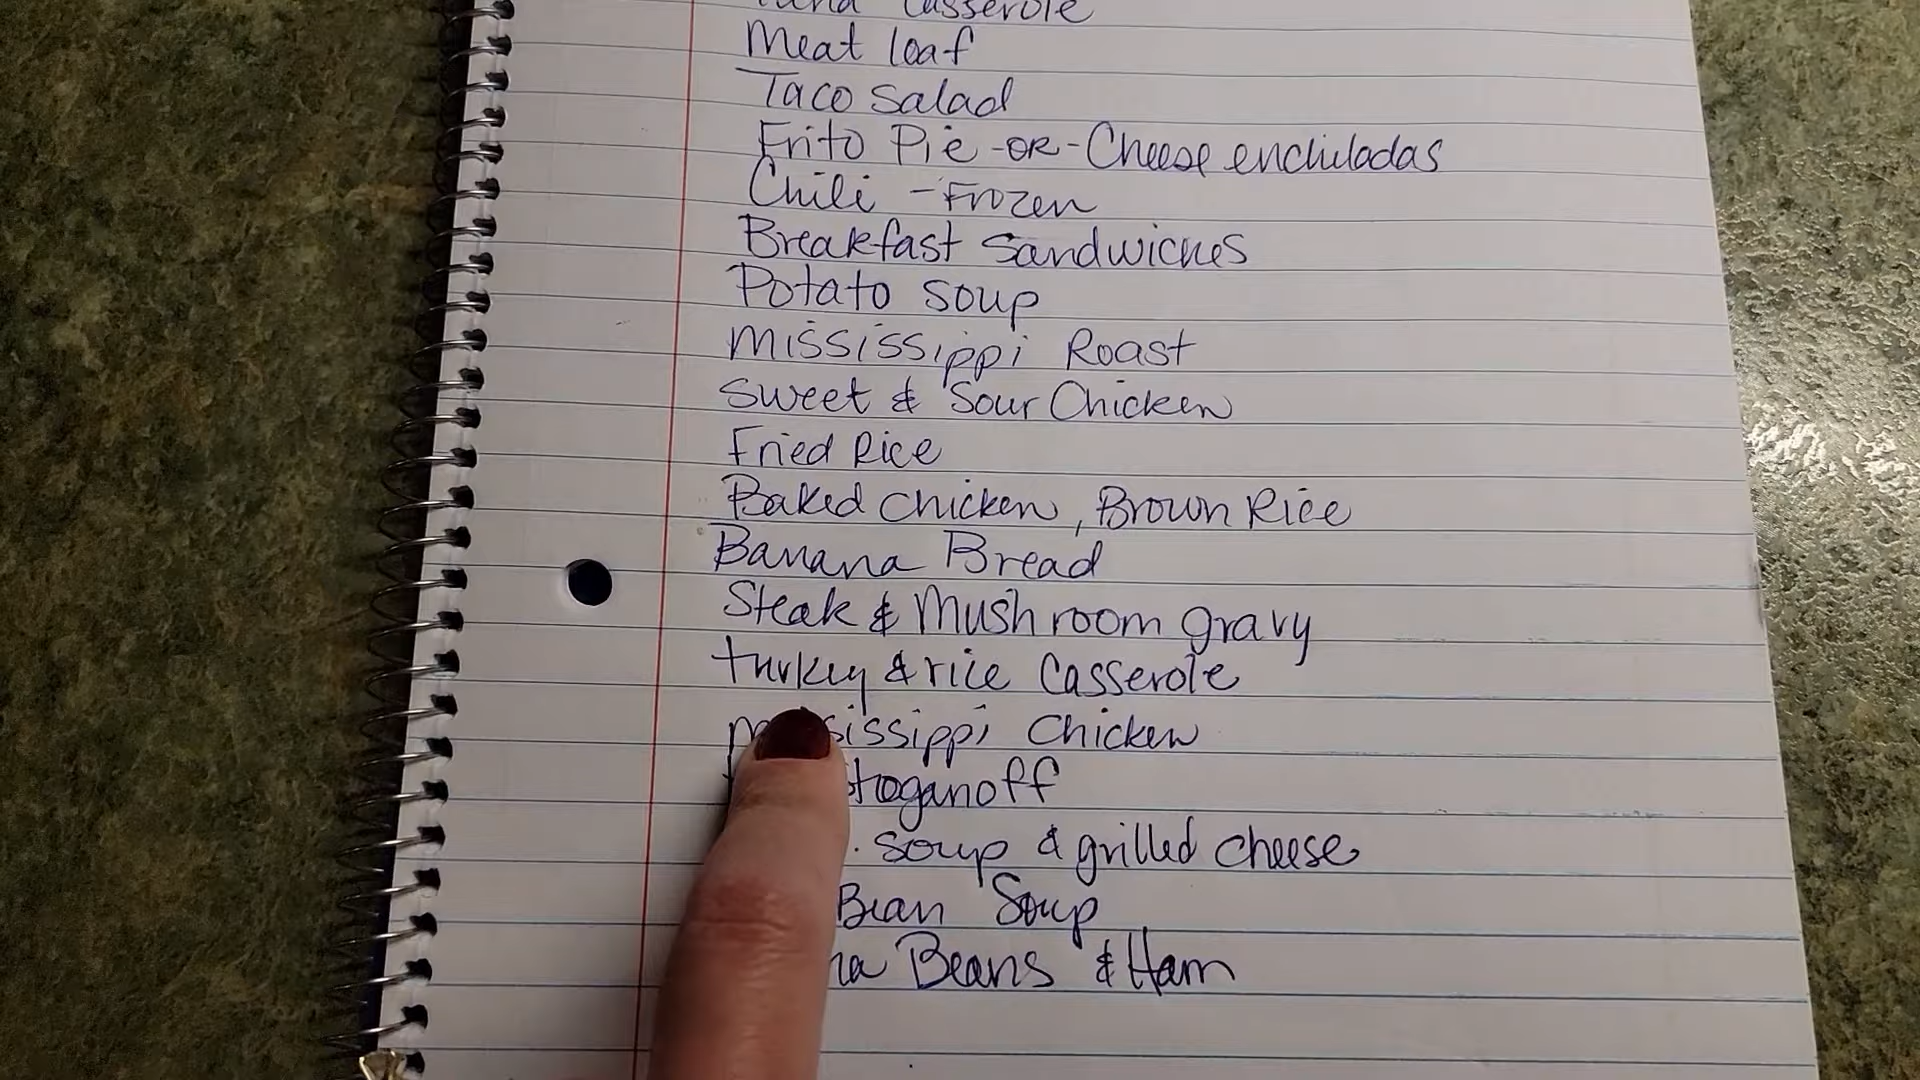 Casserole
Meat loaf
Taco Salad
Frito Pie -OR- Cheese enchiladas
Chili - Frozen
Breakfast Sandwiches
Potato Soup
Mississippi Roast
Sweet & Sour Chicken
Fried Rice
Baked Chicken, Brown Rice
Banana Bread
Steak & Mushroom gravy
turkey & rice Casserole
Chicken
Soup & grilled cheese
Bean Soup
Beans & Ham